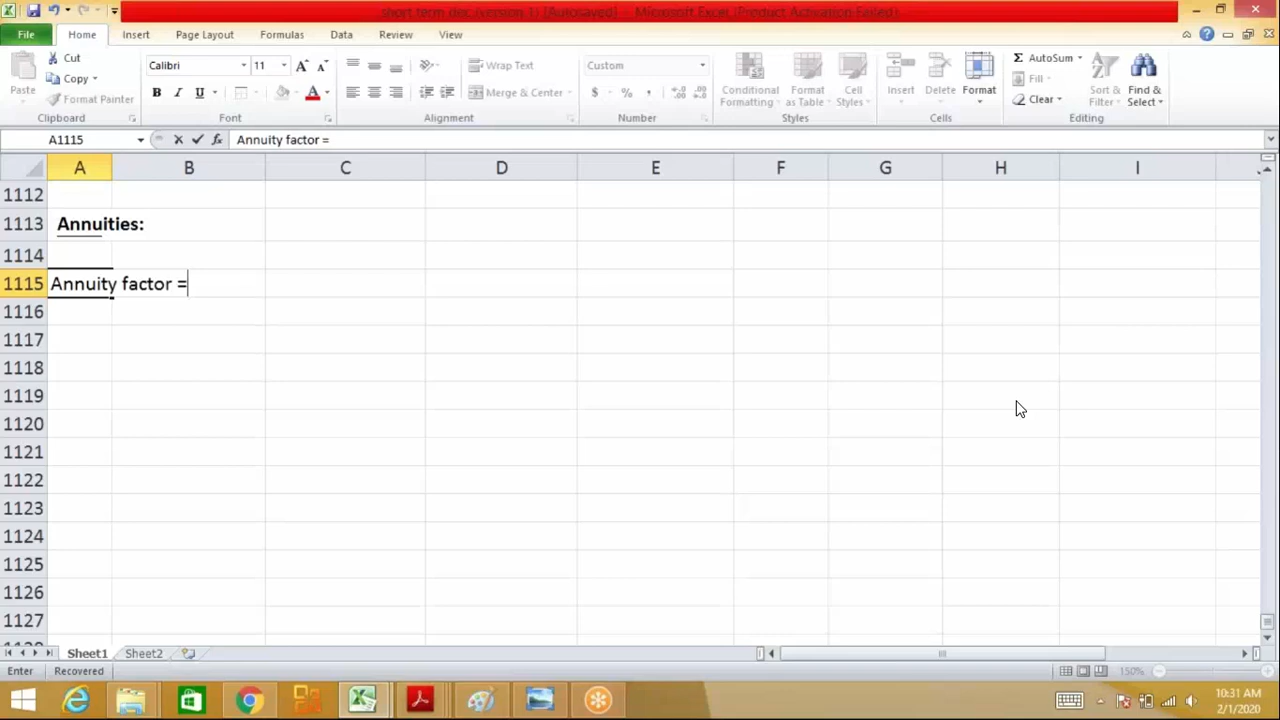 short term dec (version 1) [Autosaved] - Microsoft Excel (Product Activation Failed)
File Home Insert Page Layout Formulas Data Review View
Paste
Cut
Copy
Format Painter
Clipboard
Calibri 11
B I U
Font
Wrap Text
Merge & Center
Alignment
Custom
$ % ,
Number
Conditional Formatting
Format as Table
Cell Styles
Styles
Insert
Delete
Format
Cells
AutoSum
Fill
Clear
Sort & Filter
Find & Select
Editing
A1115 fx Annuity factor =
A B C D E F G H I
1112
1113 Annuities:
1114
1115 Annuity factor =
1116
1117
1118
1119
1120
1121
1122
1123
1124
1125
1126
1127
Sheet1 Sheet2
Enter Recovered 150%
10:31 AM
2/1/2020